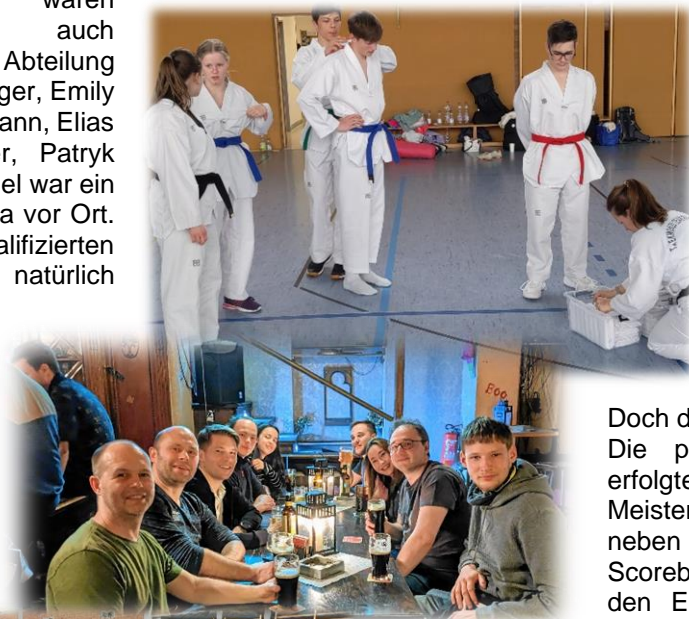 waren
auch
Abteilung
ger, Emily
ann, Elias
r, Patryk
el war ein
a vor Ort.
alifizierten
natürlich
BOO
Doch d
Die p
erfolgte
Meister
neben
Scoreb
den E